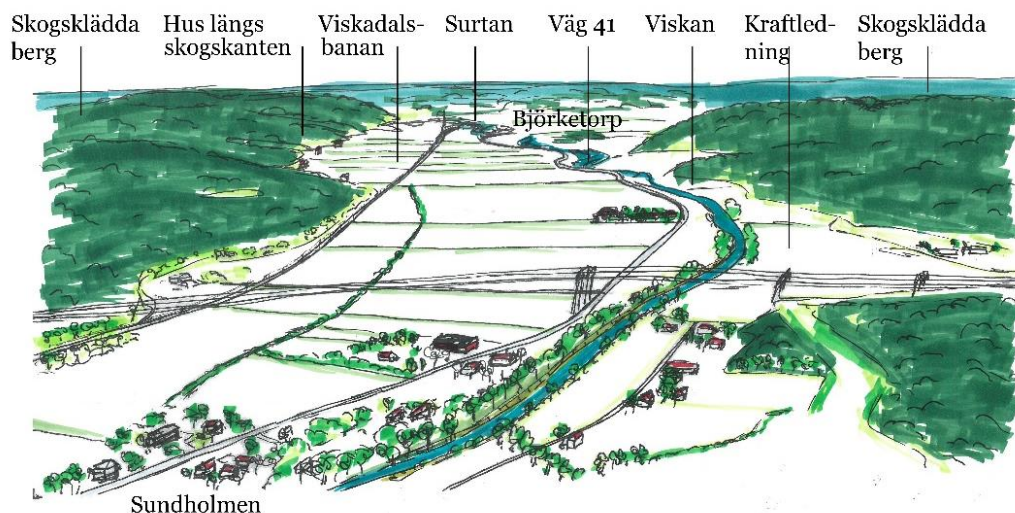 Skogsklädda
berg
Hus längs
skogskanten
Viskadals-
banan
Surtan
Väg 41
Viskan
Kraftled-
ning
Skogsklädda
berg
Björketorp
Sundholmen